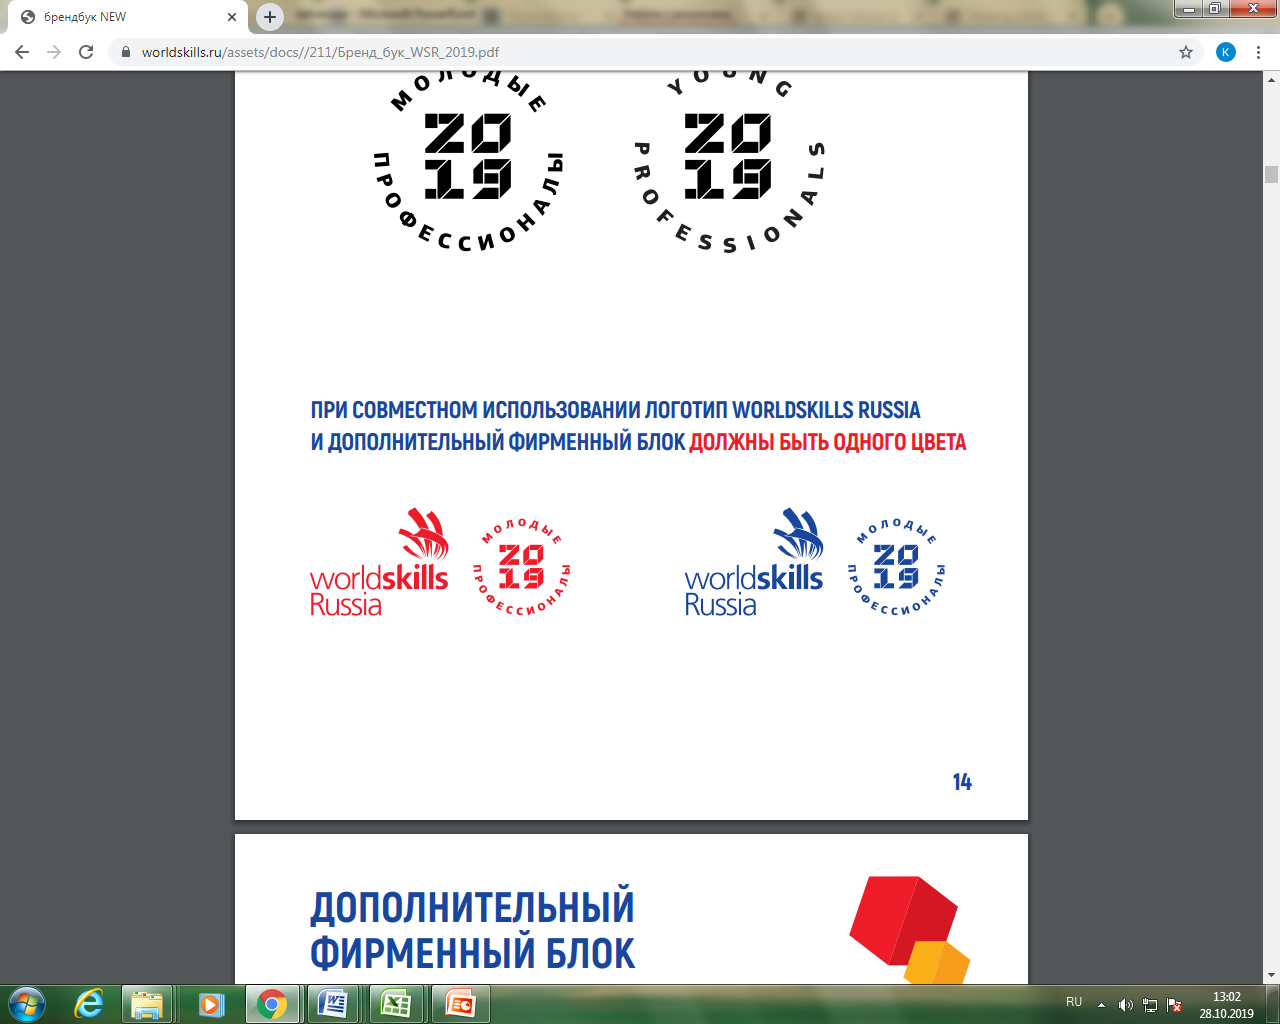 брендбук NEW
worldskills.ru/assets/docs//211/Бренд_бук_WSR_2019.pdf
K
МОЛОДЫЕ
2019
ПРОФЕССИОНАЛЫ
YOUNG
2019
PROFESSIONALS
ПРИ СОВМЕСТНОМ ИСПОЛЬЗОВАНИИ ЛОГОТИП WORLDSKILLS RUSSIA
И ДОПОЛНИТЕЛЬНЫЙ ФИРМЕННЫЙ БЛОК ДОЛЖНЫ БЫТЬ ОДНОГО ЦВЕТА
worldskills
Russia
МОЛОДЫЕ
2019
ПРОФЕССИОНАЛЫ
worldskills
Russia
МОЛОДЫЕ
2019
ПРОФЕССИОНАЛЫ
14
ДОПОЛНИТЕЛЬНЫЙ
ФИРМЕННЫЙ БЛОК
RU
13:02
28.10.2019